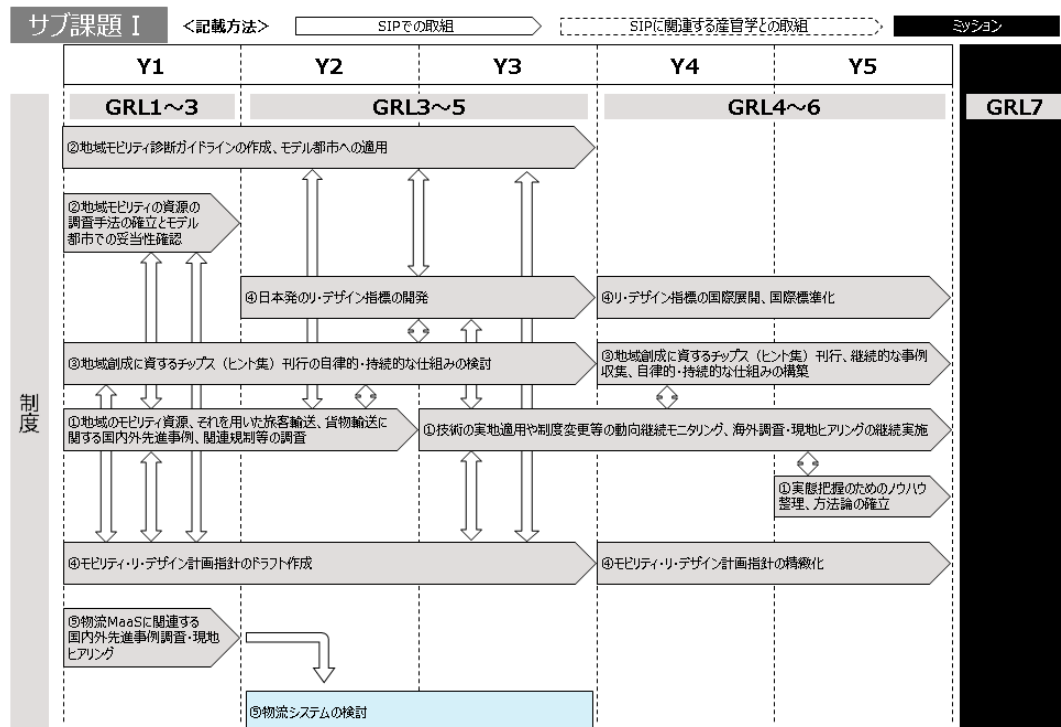 サブ課題Ⅰ
<記載方法>
SIPでの取組
SIPに関連する産官学との取組
ミッション
Y1
Y2
Y3
Y4
Y5
GRL1～3
GRL3～5
GRL4～6
GRL7
制度
②地域モビリティ診断ガイドラインの作成、モデル都市への適用
②地域モビリティの資源の
調査手法の確立とモデル
都市での妥当性確認
④日本発のリ・デザイン指標の開発
④リ・デザイン指標の国際展開、国際標準化
③地域創成に資するチップス（ヒント集）刊行の自律的・持続的な仕組みの検討
③地域創成に資するチップス（ヒント集）刊行、継続的な事例
収集、自律的・持続的な仕組みの構築
①地域のモビリティ資源、それを用いた旅客輸送、貨物輸送に
関する国内外先進事例、関連規制等の調査
①技術の実地適用や制度変更等の動向継続モニタリング、海外調査・現地ヒアリングの継続実施
①実態把握のためのノウハウ
整理、方法論の確立
④モビリティ・リ・デザイン計画指針のドラフト作成
④モビリティ・リ・デザイン計画指針の精緻化
⑤物流MaaSに関連する
国内外先進事例調査・現地
ヒアリング
⑤物流システムの検討